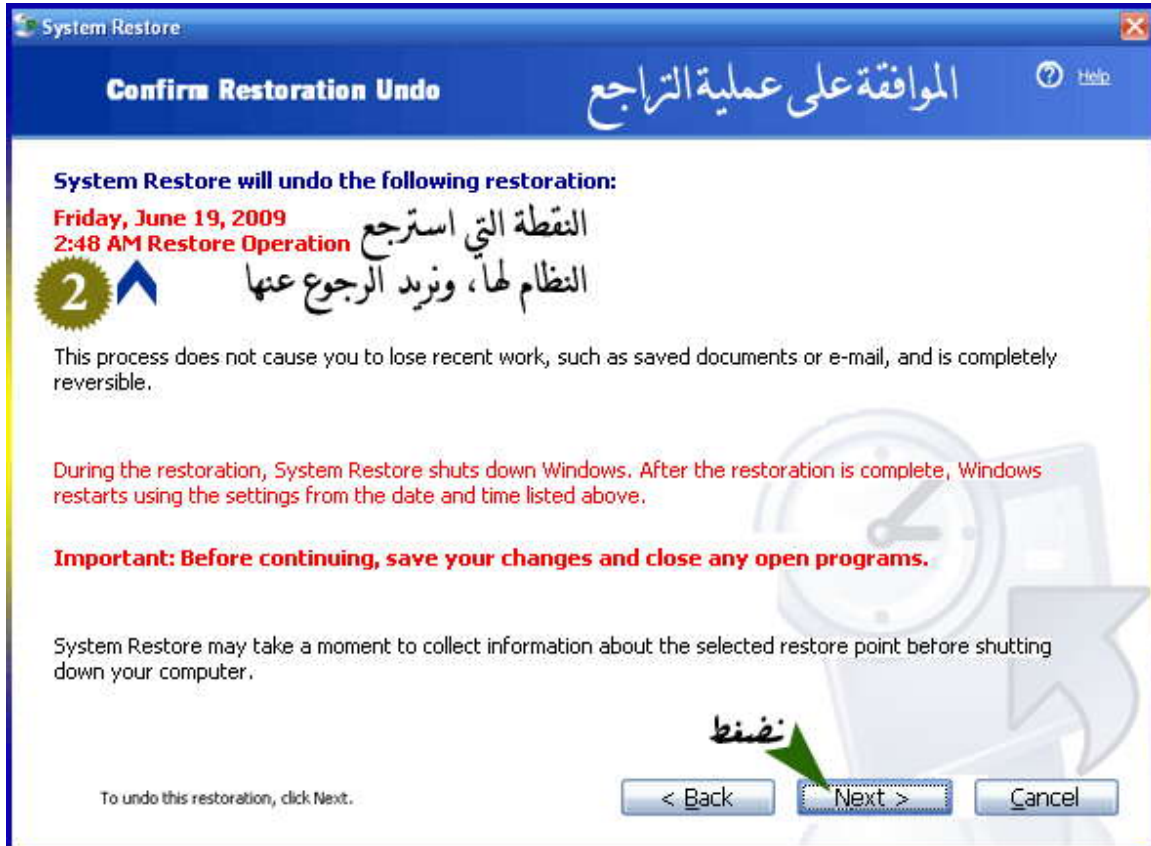 System Restore
Confirm Restoration Undo
الموافقة على عملية التراجع
Help
System Restore will undo the following restoration:
Friday, June 19, 2009
2:48 AM Restore Operation
النقطة التي استرجع
النظام لها، ونريد الرجوع عنها
2
This process does not cause you to lose recent work, such as saved documents or e-mail, and is completely
reversible.
During the restoration, System Restore shuts down Windows. After the restoration is complete, Windows
restarts using the settings from the date and time listed above.
Important: Before continuing, save your changes and close any open programs.
System Restore may take a moment to collect information about the selected restore point before shutting
down your computer.
نضغط
To undo this restoration, click Next.
< Back
Next >
Cancel